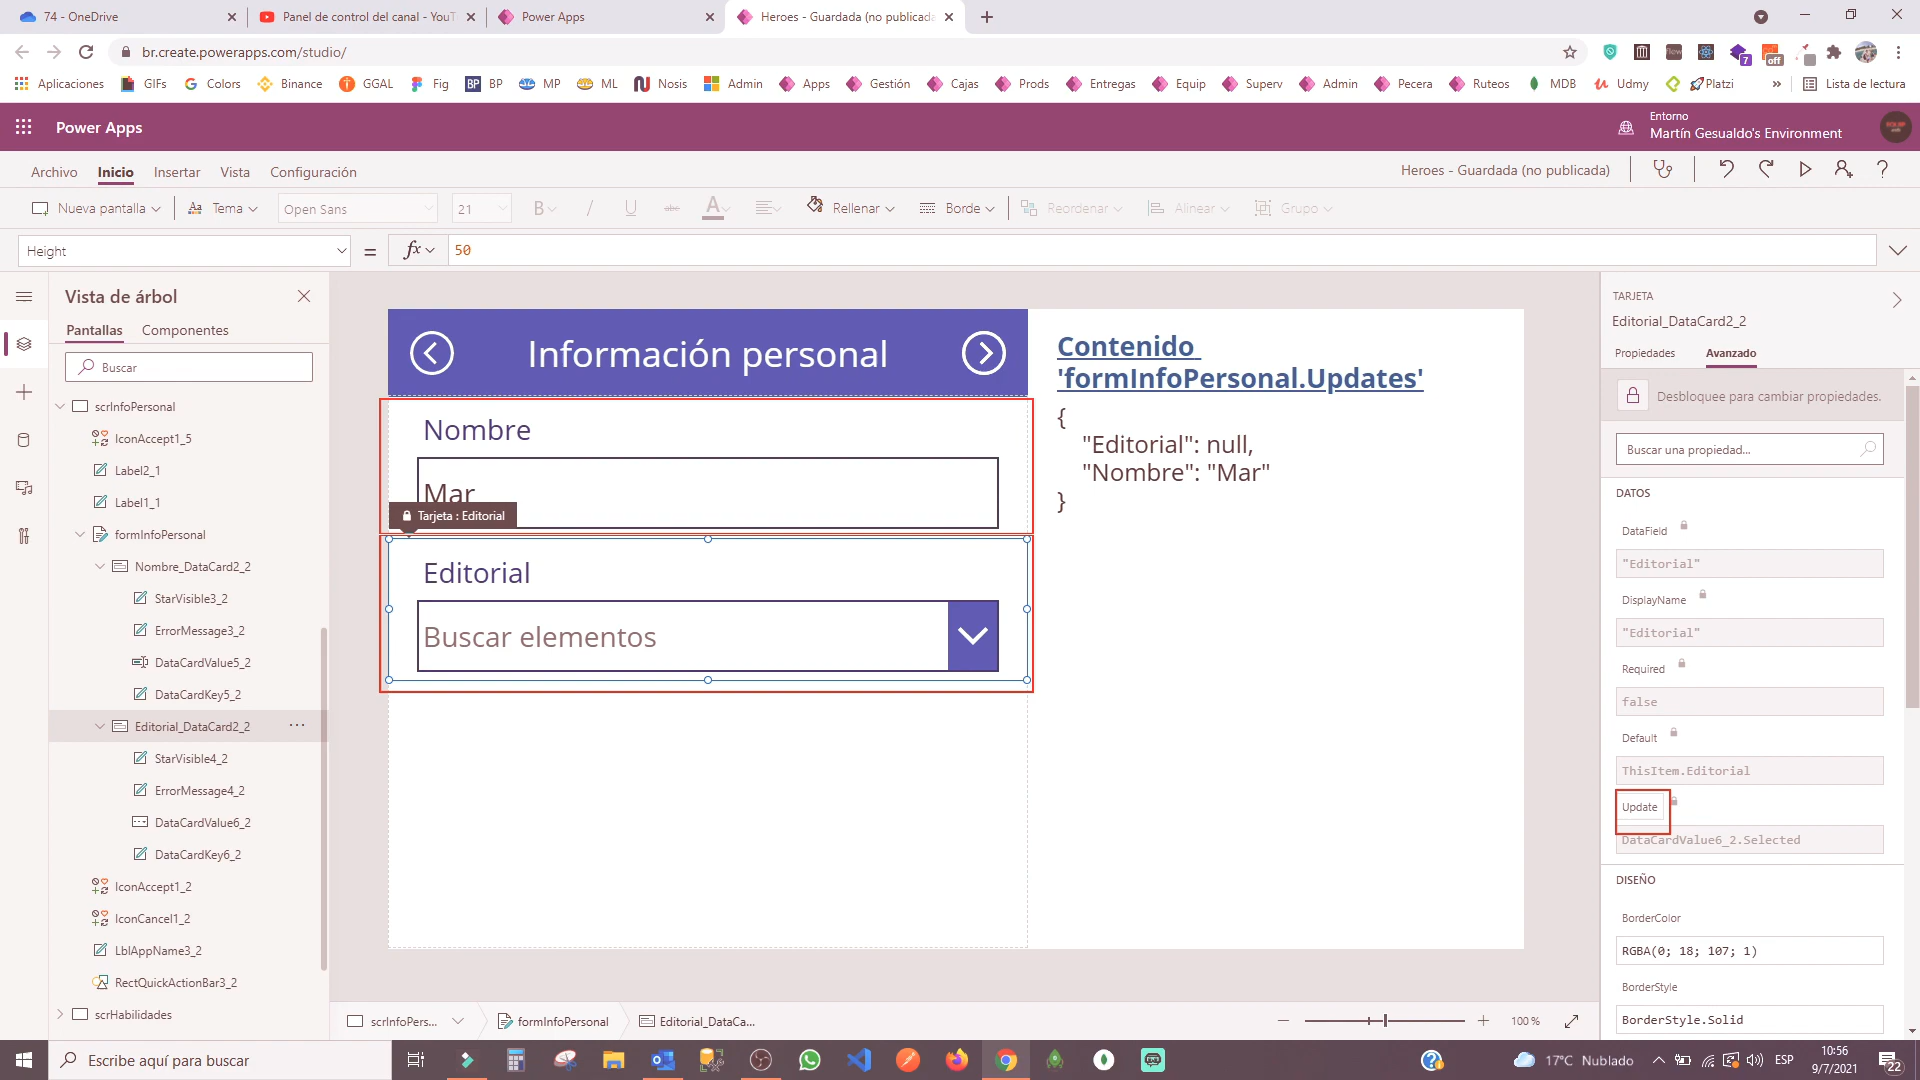 74 - OneDrive
Panel de control del canal - YouT
Power Apps
Heroes - Guardada (no publicada
br.create.powerapps.com/studio/
Aplicaciones
GIFs
Colors
Binance
GGAL
Fig
BP
MP
ML
Nosis
Admin
Apps
Gestión
Cajas
Prods
Entregas
Equip
Superv
Admin
Pecera
Ruteos
MDB
Udmy
Platzi
Lista de lectura
Power Apps
Entorno
Martín Gesualdo's Environment
Archivo
Inicio
Insertar
Vista
Configuración
Heroes - Guardada (no publicada)
Nueva pantalla
Tema
Open Sans
21
Rellenar
Borde
Reordenar
Alinear
Grupo
Height
=
fx
50
Vista de árbol
Pantallas
Componentes
Buscar
scrInfoPersonal
IconAccept1_5
Label2_1
Label1_1
formInfoPersonal
Nombre_DataCard2_2
StarVisible3_2
ErrorMessage3_2
DataCardValue5_2
DataCardKey5_2
Editorial_DataCard2_2
StarVisible4_2
ErrorMessage4_2
DataCardValue6_2
DataCardKey6_2
IconAccept1_2
IconCancel1_2
LblAppName3_2
RectQuickActionBar3_2
scrHabilidades
Información personal
Nombre
Mar
Tarjeta : Editorial
Editorial
Buscar elementos
Contenido
'formInfoPersonal.Updates'
{
"Editorial": null,
"Nombre": "Mar"
}
TARJETA
Editorial_DataCard2_2
Propiedades
Avanzado
Desbloquee para cambiar propiedades.
Buscar una propiedad...
DATOS
DataField
"Editorial"
DisplayName
"Editorial"
Required
false
Default
ThisItem.Editorial
Update
DataCardValue6_2.Selected
DISEÑO
BorderColor
RGBA(0; 18; 107; 1)
BorderStyle
BorderStyle.Solid
scrInfoPers...
formInfoPersonal
Editorial_DataCa...
100 %
Escribe aquí para buscar
17°C Nublado
ESP
10:56
9/7/2021
22